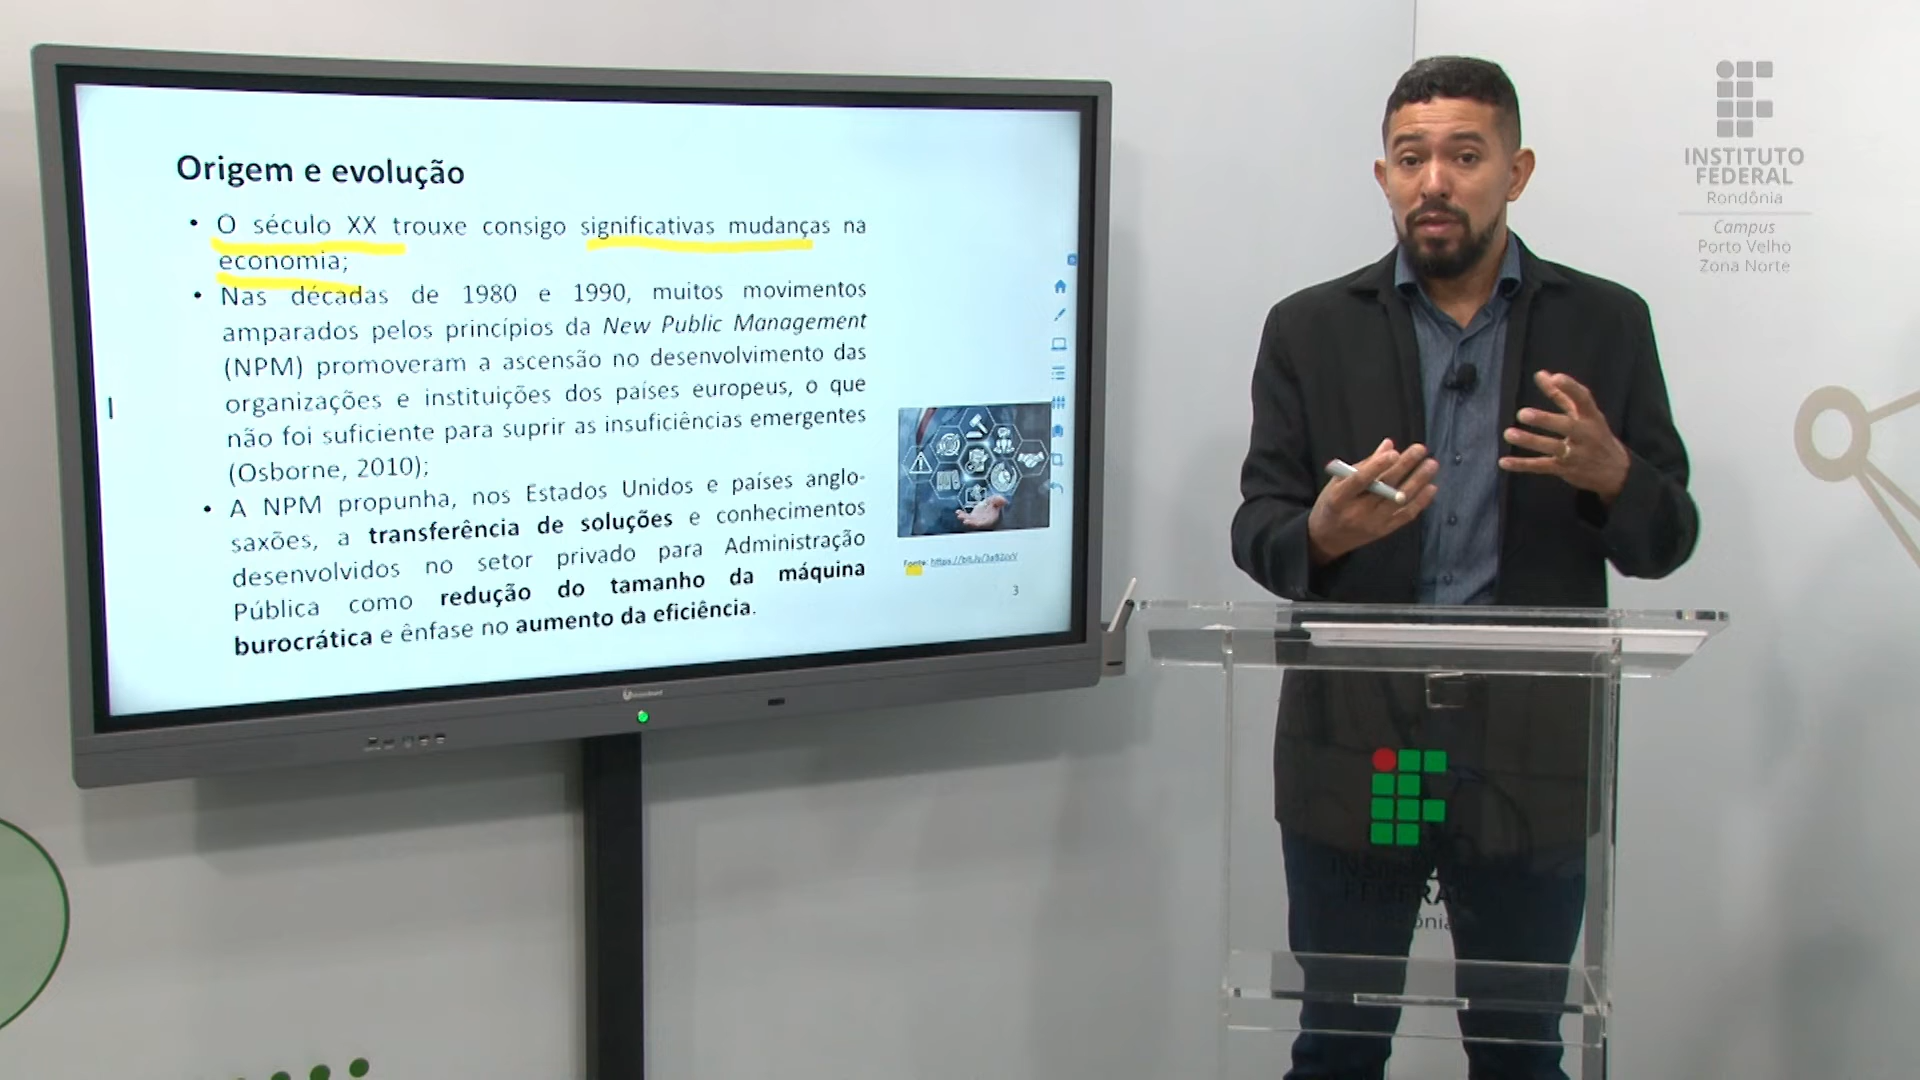 Origem e evolução
• O século XX trouxe consigo significativas mudanças na
economia;
• Nas décadas de 1980 e 1990, muitos movimentos
amparados pelos princípios da New Public Management
(NPM) promoveram a ascensão no desenvolvimento das
organizações e instituições dos países europeus, o que
não foi suficiente para suprir as insuficiências emergentes
(Osborne, 2010);
• A NPM propunha, nos Estados Unidos e países anglo-
saxões, a transferência de soluções e conhecimentos
desenvolvidos no setor privado para Administração
Pública como redução do tamanho da máquina
burocrática e ênfase no aumento da eficiência.
Fonte:
3
INSTITUTO
FEDERAL
Rondônia
Campus
Porto Velho
Zona Norte
INSTITUTO
FEDERAL